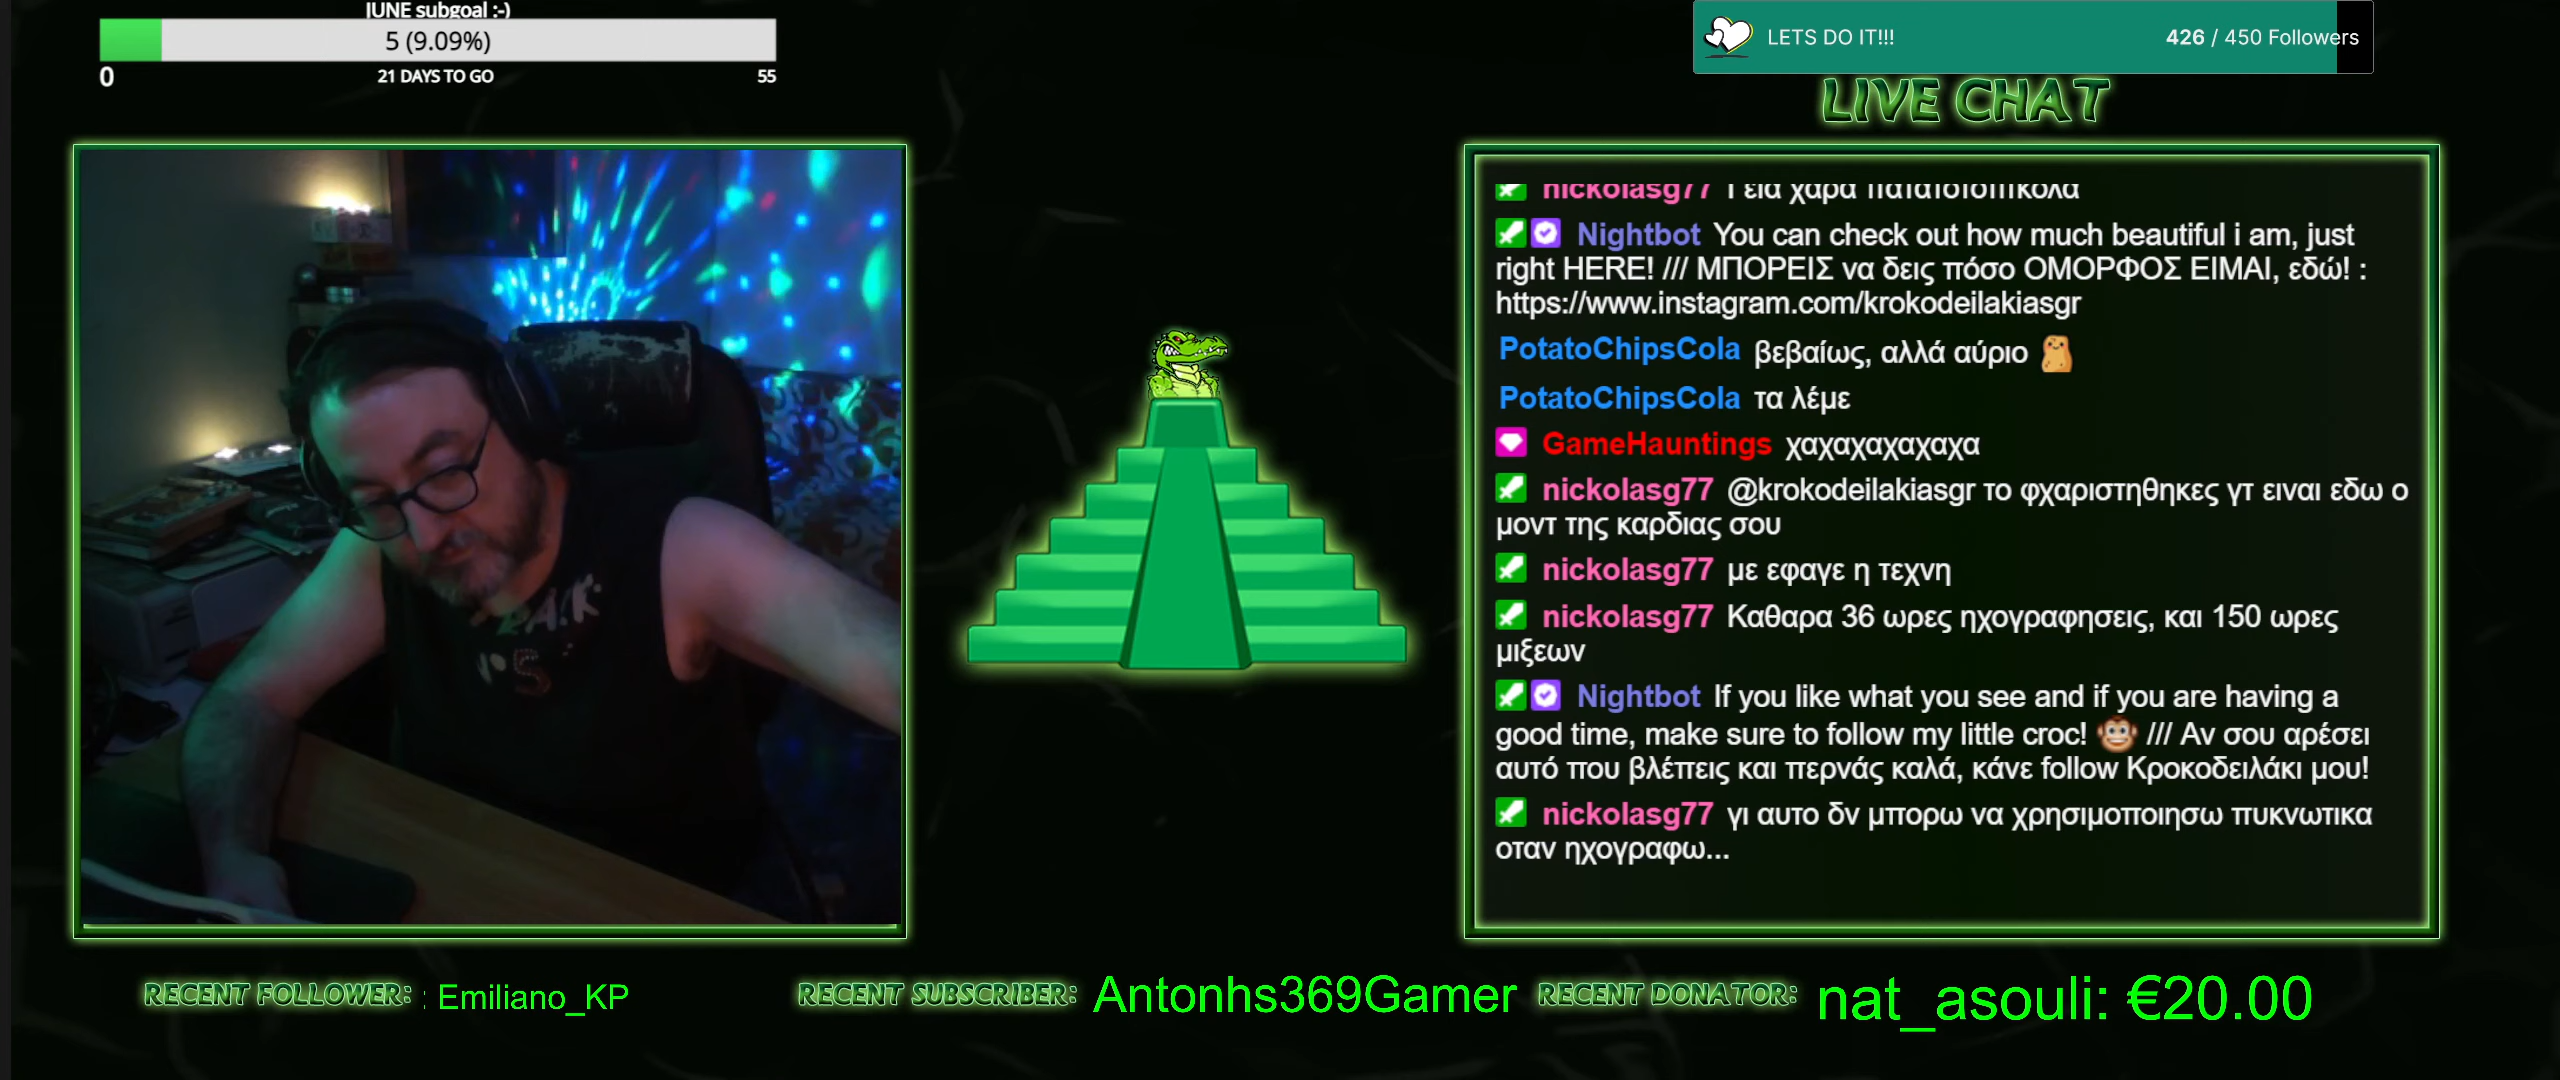 JUNE subgoal :-)
5 (9.09%)
0
21 DAYS TO GO
55
LETS DO IT!!!
426 / 450 Followers
LIVE CHAT
nickolasg77 Γεια χαρα πατατοτσιπκολα
Nightbot You can check out how much beautiful i am, just
right HERE! /// ΜΠΟΡΕΙΣ να δεις πόσο ΟΜΟΡΦΟΣ ΕΙΜΑΙ, εδώ! :
https://www.instagram.com/krokodeilakiasgr
PotatoChipsCola βεβαίως, αλλά αύριο
PotatoChipsCola τα λέμε
GameHauntings χαχαχαχαχαχα
nickolasg77 @krokodeilakiasgr το φχαριστηθηκες γτ ειναι εδω ο
μοντ της καρδιας σου
nickolasg77 με εφαγε η τεχνη
nickolasg77 Καθαρα 36 ωρες ηχογραφησεις, και 150 ωρες
μιξεων
Nightbot If you like what you see and if you are having a
good time, make sure to follow my little croc! 🐵 /// Αν σου αρέσει
αυτό που βλέπεις και περνάς καλά, κάνε follow Κροκοδειλάκι μου!
nickolasg77 γι αυτο δν μπορω να χρησιμοποιησω πυκνωτικα
οταν ηχογραφω...
RECENT FOLLOWER: : Emiliano_KP
RECENT SUBSCRIBER: Antonhs369Gamer
RECENT DONATOR: nat_asouli: €20.00